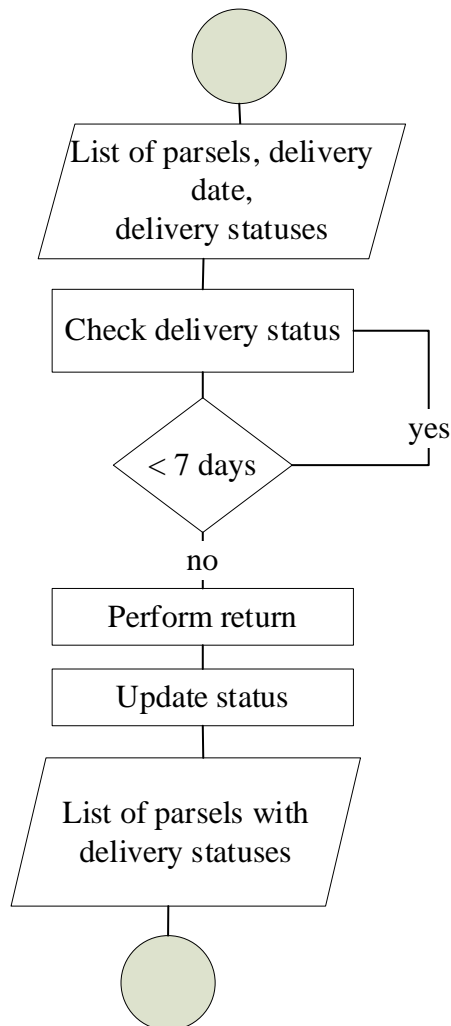 List of parsels, delivery
date,
delivery statuses
Check delivery status
yes
< 7 days
no
Perform return
Update status
List of parsels with
delivery statuses